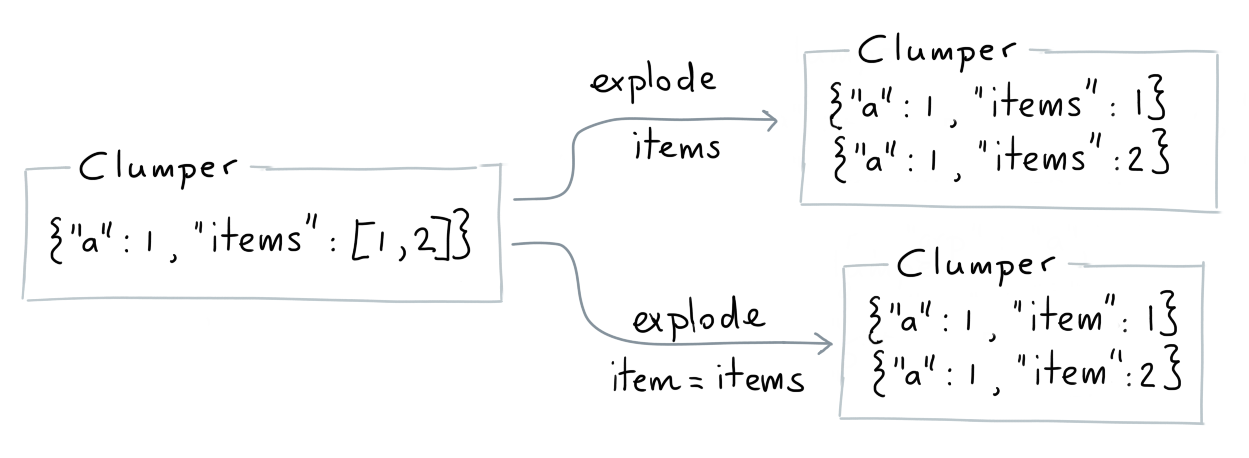 Clumper
{"a" : 1 , "items" : [1,2]}
explode
items
Clumper
{"a" : 1 , "items" : 1}
{"a" : 1 , "items" : 2}
explode
item = items
Clumper
{"a" : 1 , "item" : 1}
{"a" : 1 , "item" : 2}